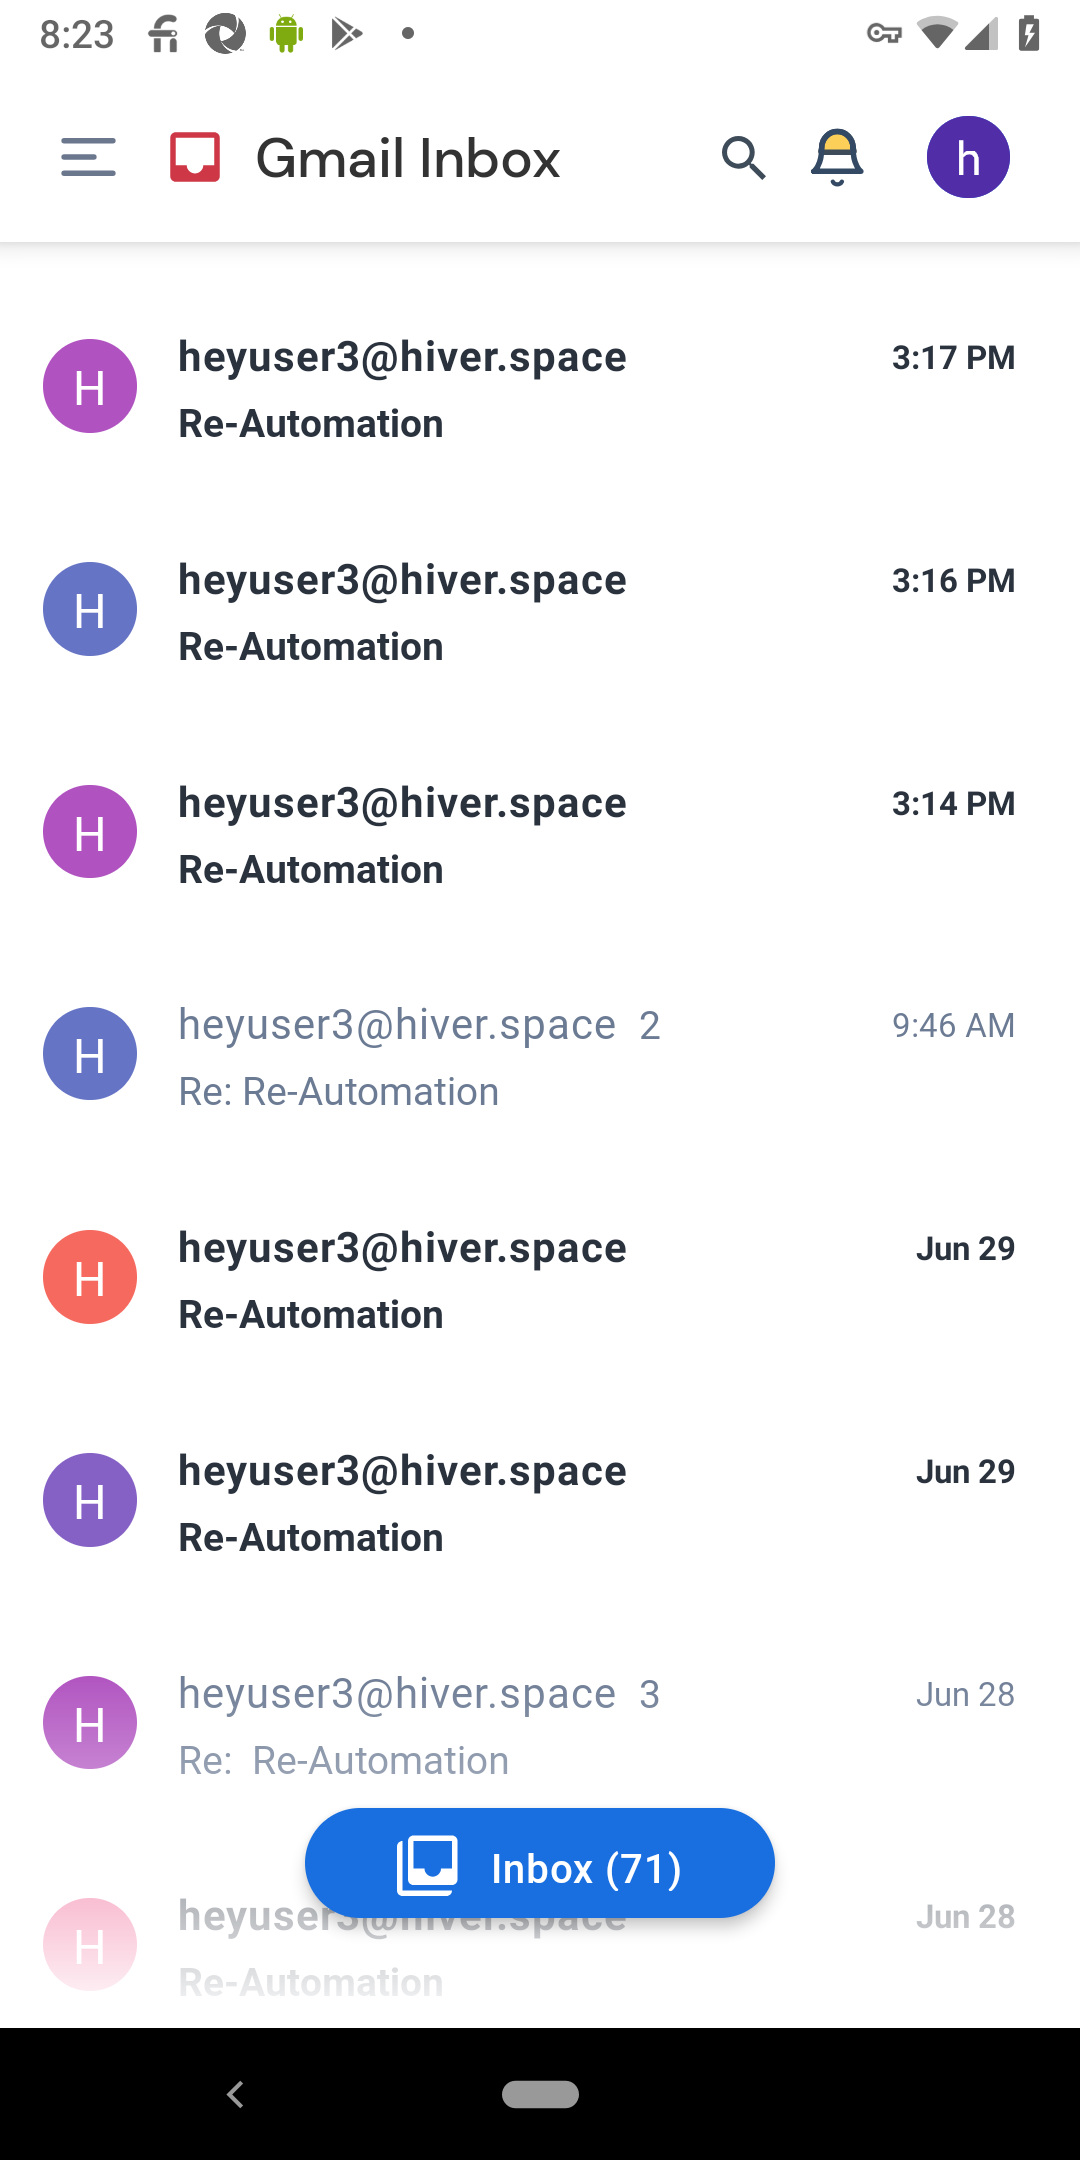 8:23
Gmail Inbox
h
H
heyuser3@hiver.space
3:17 PM
Re-Automation
H
heyuser3@hiver.space
3:16 PM
Re-Automation
H
heyuser3@hiver.space
3:14 PM
Re-Automation
H
heyuser3@hiver.space 2
9:46 AM
Re: Re-Automation
H
heyuser3@hiver.space
Jun 29
Re-Automation
H
heyuser3@hiver.space
Jun 29
Re-Automation
H
heyuser3@hiver.space 3
Jun 28
Re: Re-Automation
Inbox (71)
H
heyuser3@hiver.space
Jun 28
Re-Automation